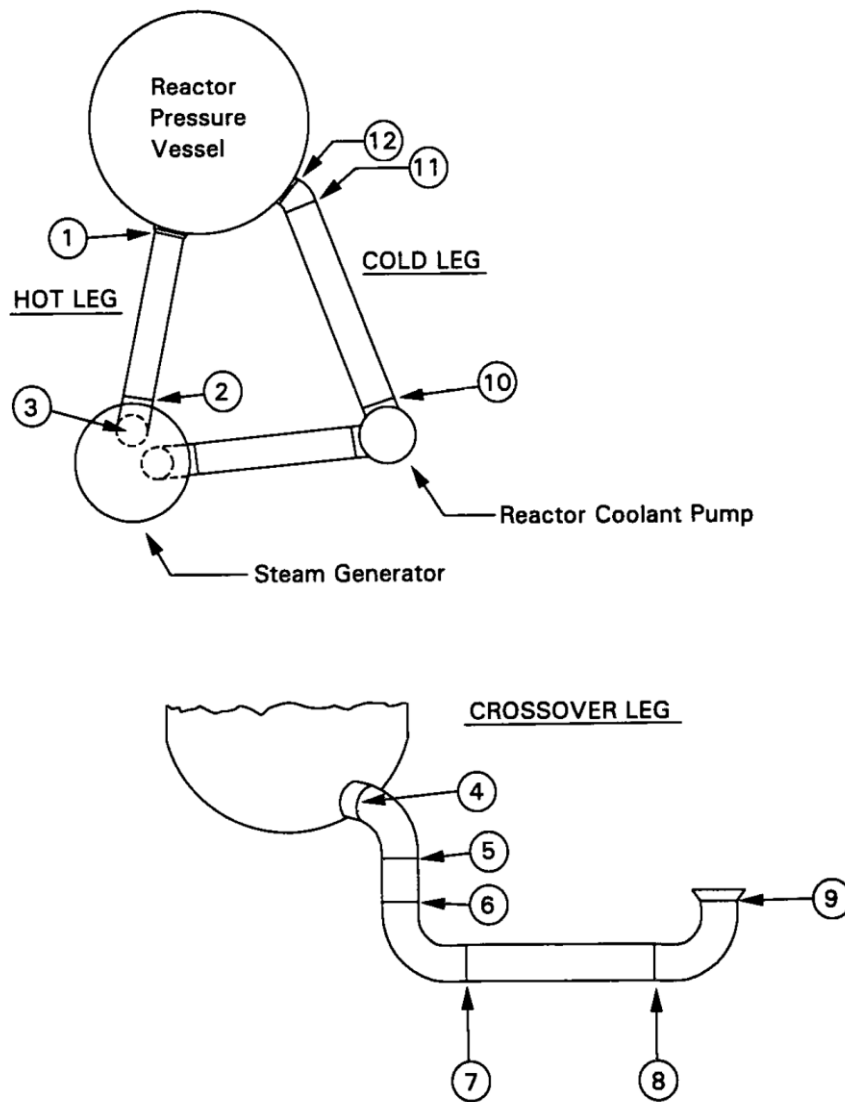 Reactor
Pressure
Vessel
12
11
1
COLD LEG
HOT LEG
2
10
3
Reactor Coolant Pump
Steam Generator
CROSSOVER LEG
4
5
6
9
7
8